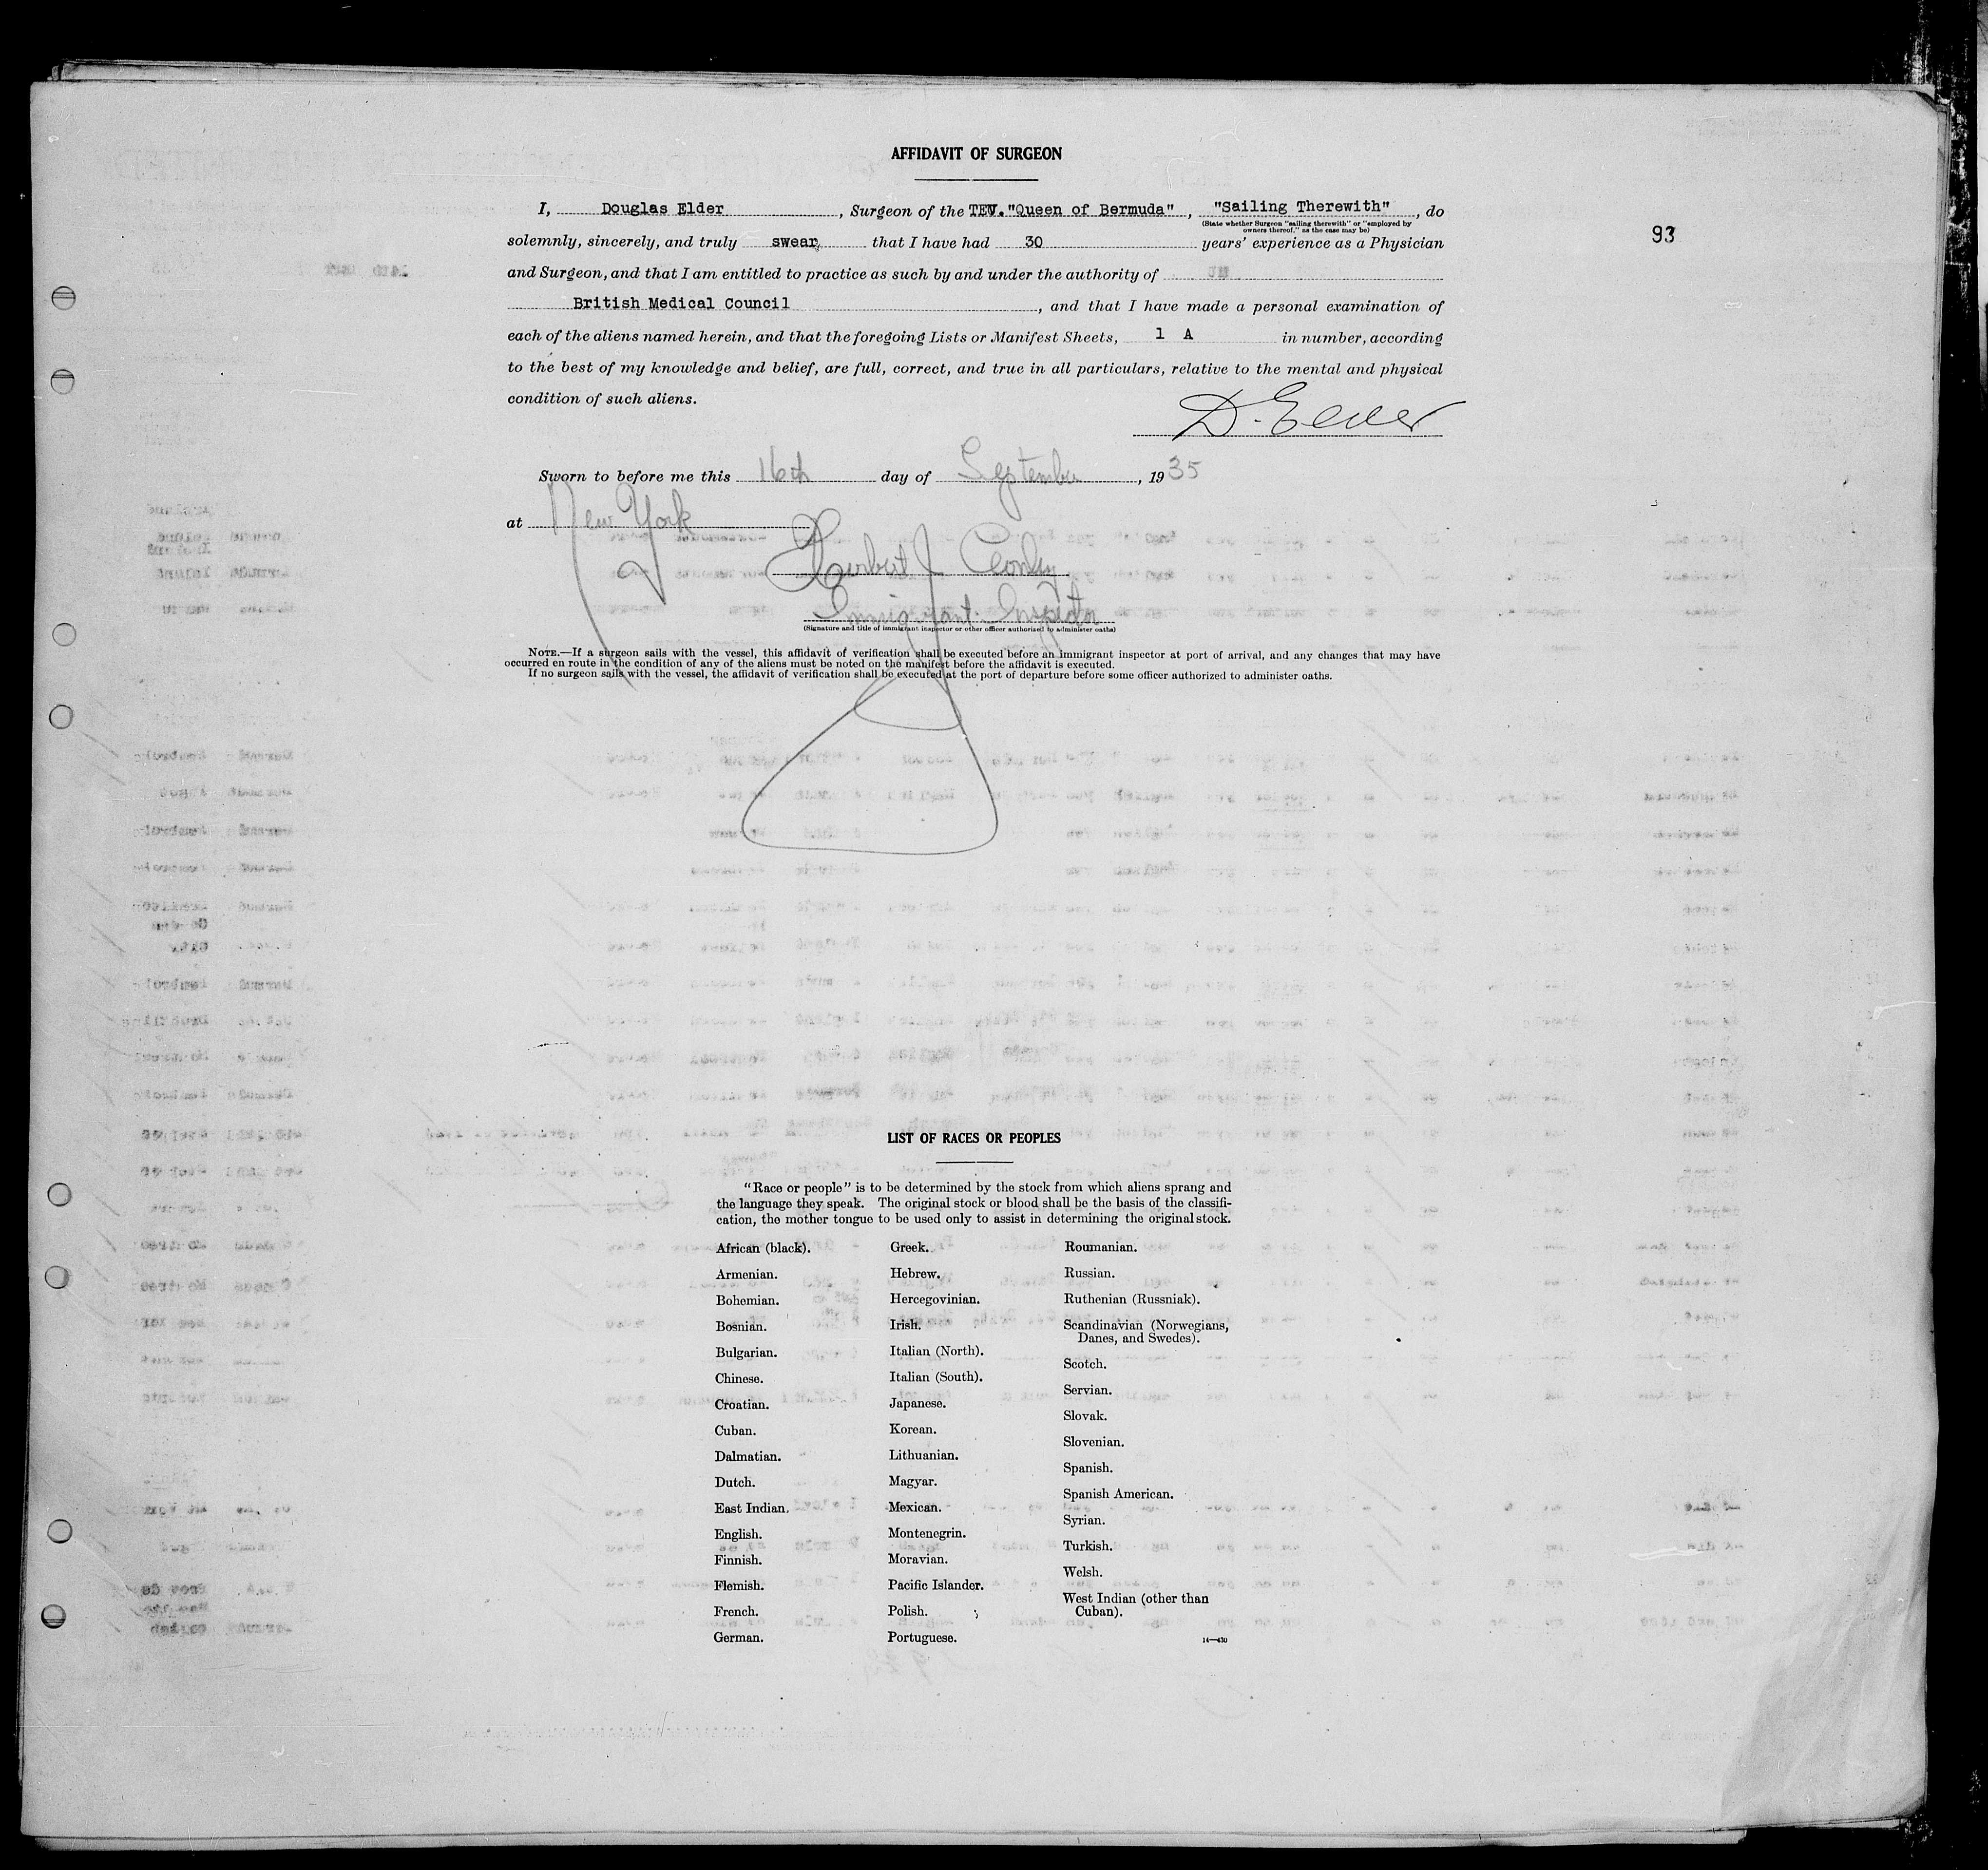 AFFIDAVIT OF SURGEON
93
I, Douglas Elder, Surgeon of the TEV. "Queen of Bermuda", "Sailing Therewith", do
(State whether Surgeon "sailing therewith" or "employed by
owners thereof," as the case may be)
solemnly, sincerely, and truly swear that I have had 30 years' experience as a Physician
and Surgeon, and that I am entitled to practice as such by and under the authority of
British Medical Council, and that I have made a personal examination of
each of the aliens named herein, and that the foregoing Lists or Manifest Sheets, 1 A in number, according
to the best of my knowledge and belief, are full, correct, and true in all particulars, relative to the mental and physical
condition of such aliens.
D. Elder
Sworn to before me this 16th day of September, 1935
at New York
Herbert J
Immigrant Inspector
(Signature and title of immigrant inspector or other officer authorized to administer oaths)
NOTE.—If a surgeon sails with the vessel, this affidavit of verification shall be executed before an immigrant inspector at port of arrival, and any changes that may have
occurred en route in the condition of any of the aliens must be noted on the manifest before the affidavit is executed.
If no surgeon sails with the vessel, the affidavit of verification shall be executed at the port of departure before some officer authorized to administer oaths.
LIST OF RACES OR PEOPLES
"Race or people" is to be determined by the stock from which aliens sprang and
the language they speak. The original stock or blood shall be the basis of the classifi-
cation, the mother tongue to be used only to assist in determining the original stock.
African (black).
Armenian.
Bohemian.
Bosnian.
Bulgarian.
Chinese.
Croatian.
Cuban.
Dalmatian.
Dutch.
East Indian.
English.
Finnish.
Flemish.
French.
German.
Greek.
Hebrew.
Hercegovinian.
Irish.
Italian (North).
Italian (South).
Japanese.
Korean.
Lithuanian.
Magyar.
Mexican.
Montenegrin.
Moravian.
Pacific Islander.
Polish.
Portuguese.
Roumanian.
Russian.
Ruthenian (Russniak).
Scandinavian (Norwegians,
Danes, and Swedes).
Scotch.
Servian.
Slovak.
Slovenian.
Spanish.
Spanish American.
Syrian.
Turkish.
Welsh.
West Indian (other than
Cuban).
14—430